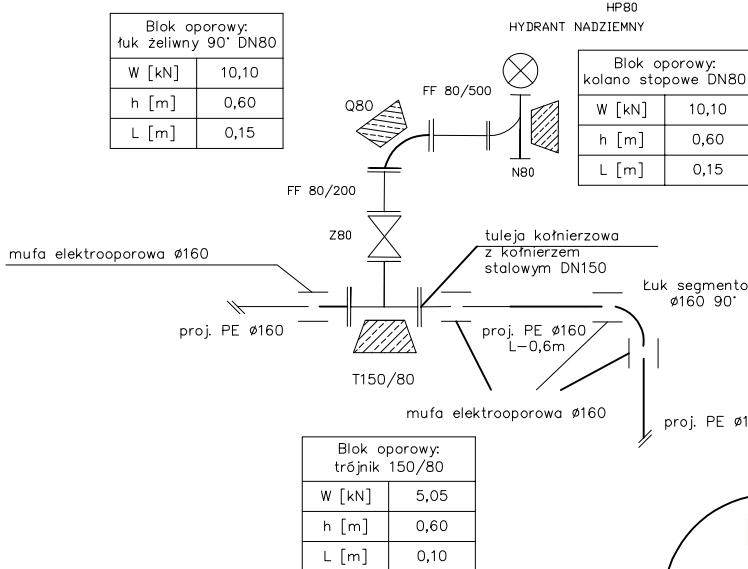 HP80
HYDRANT NADZIEMNY
Blok oporowy:
łuk żeliwny 90° DN80
W [kN] 10,10
h [m] 0,60
L [m] 0,15
Blok oporowy:
kolano stopowe DN80
W [kN] 10,10
h [m] 0,60
L [m] 0,15
Q80
FF 80/500
N80
FF 80/200
Z80
mufa elektrooporowa ø160
tuleja kołnierzowa
z kołnierzem
stalowym DN150
Łuk segmento
ø160 90°
proj. PE ø160
proj. PE ø160
L-0,6m
T150/80
mufa elektrooporowa ø160
proj. PE ø1
Blok oporowy:
trójnik 150/80
W [kN] 5,05
h [m] 0,60
L [m] 0,10